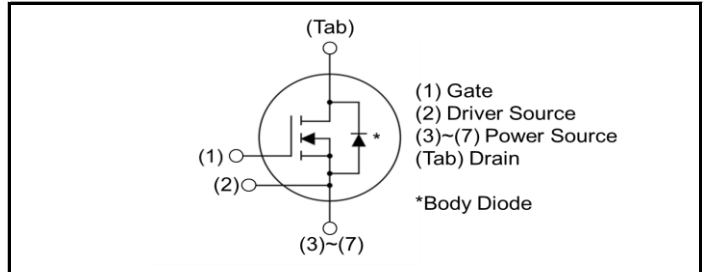 (Tab)
(1) Gate
(2) Driver Source
(3)~(7) Power Source
(Tab) Drain
*
(1)
(2)
*Body Diode
(3)~(7)